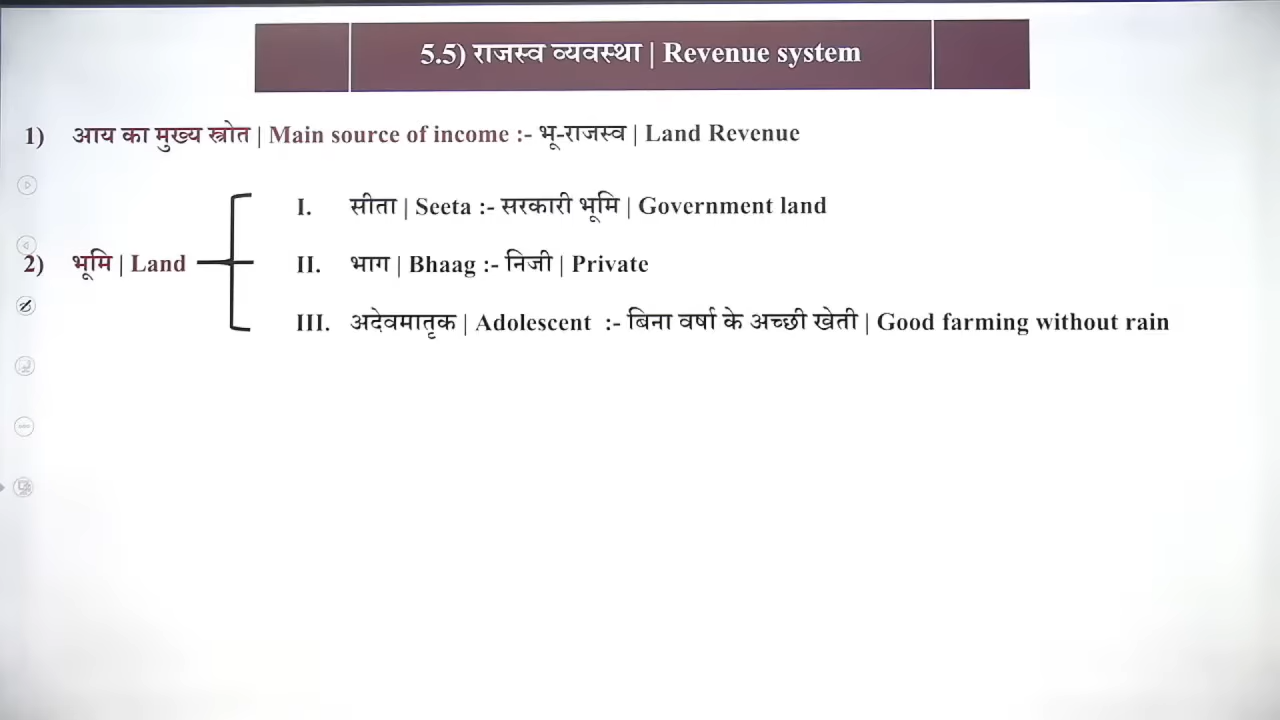 5.5) राजस्व व्यवस्था | Revenue system
1) आय का मुख्य स्त्रोत | Main source of income :- भू-राजस्व | Land Revenue
I. सीता | Seeta :- सरकारी भूमि | Government land
2) भूमि | Land
II. भाग | Bhaag :- निजी | Private
III. अदेवमातृक | Adolescent :- बिना वर्षा के अच्छी खेती | Good farming without rain